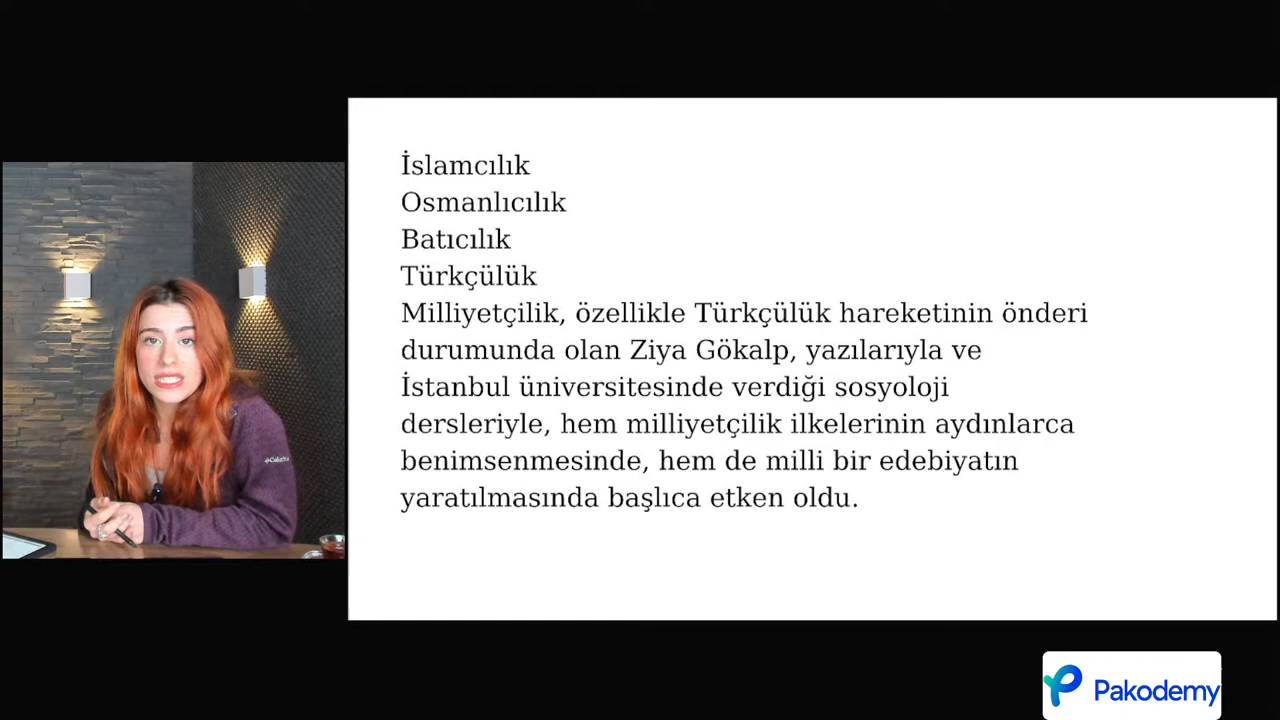 İslamcılık
Osmanlıcılık
Batıcılık
Türkçülük
Milliyetçilik, özellikle Türkçülük hareketinin önderi
durumunda olan Ziya Gökalp, yazılarıyla ve
İstanbul üniversitesinde verdiği sosyoloji
dersleriyle, hem milliyetçilik ilkelerinin aydınlarca
benimsenmesinde, hem de milli bir edebiyatın
yaratılmasında başlıca etken oldu.
Pakodemy